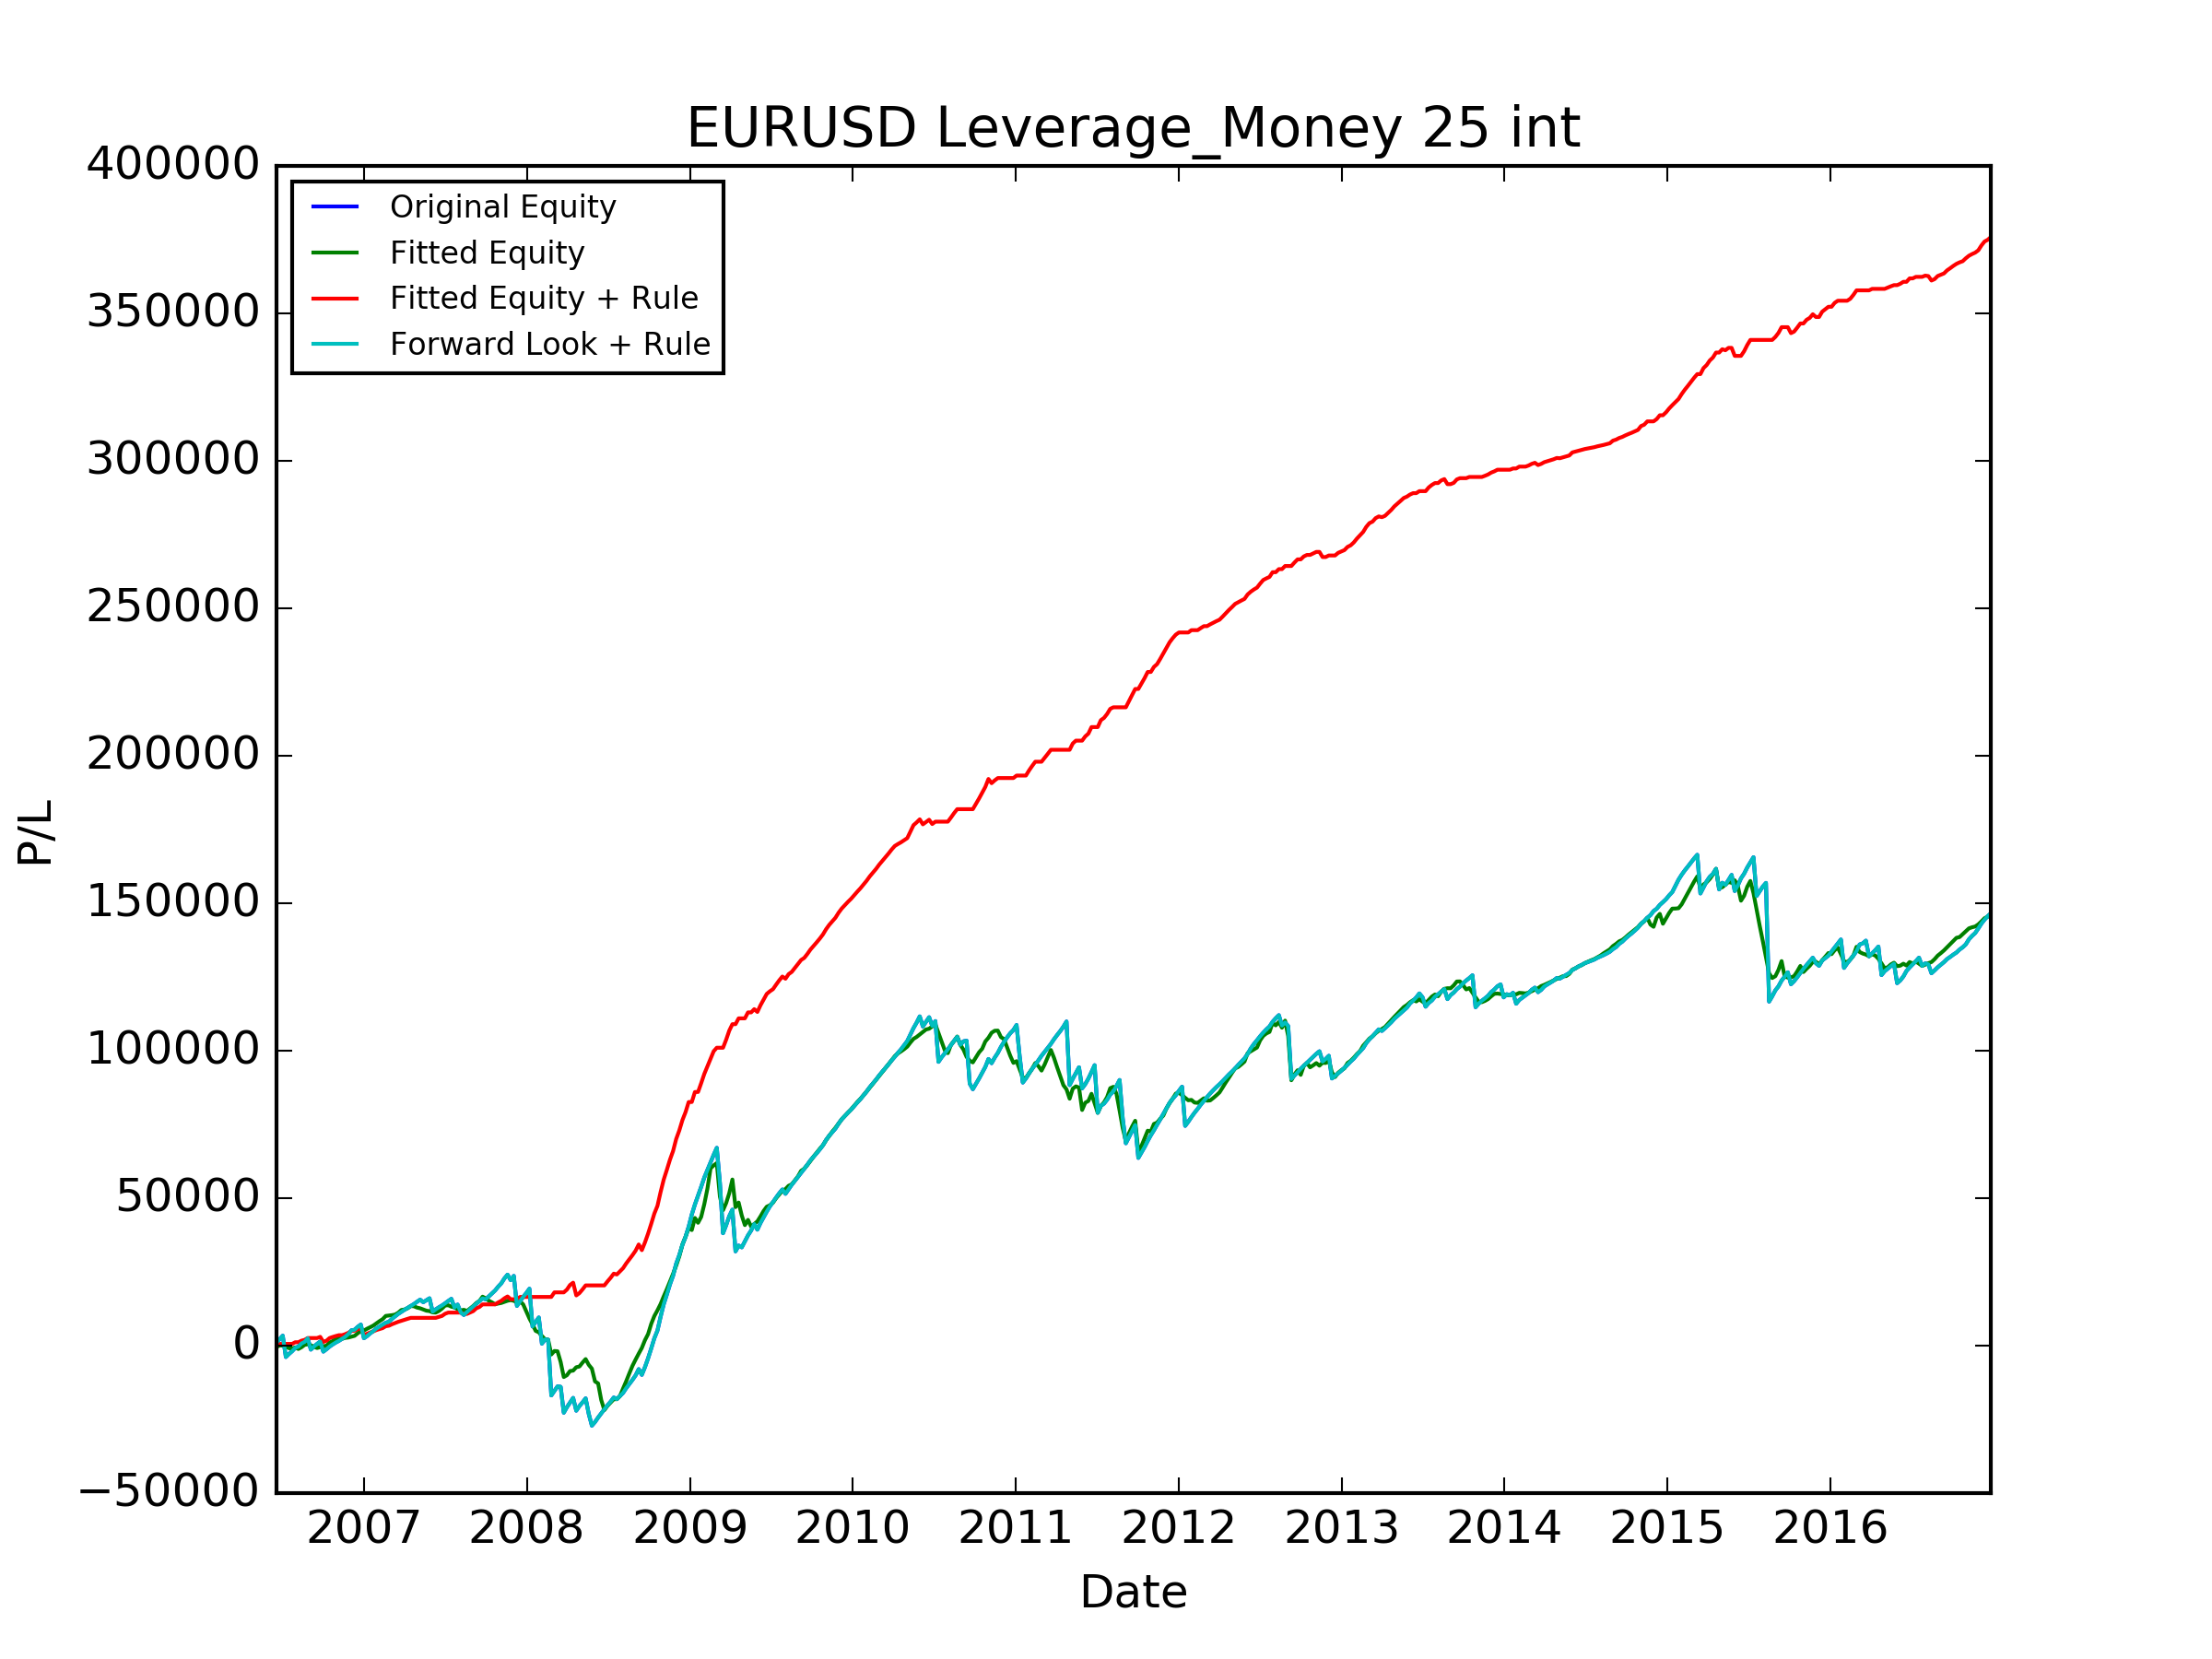 EURUSD Leverage_Money 25 int
400000
350000
300000
250000
200000
150000
100000
50000
0
−50000
P/L
Original Equity
Fitted Equity
Fitted Equity + Rule
Forward Look + Rule
2007 2008 2009 2010 2011 2012 2013 2014 2015 2016
Date